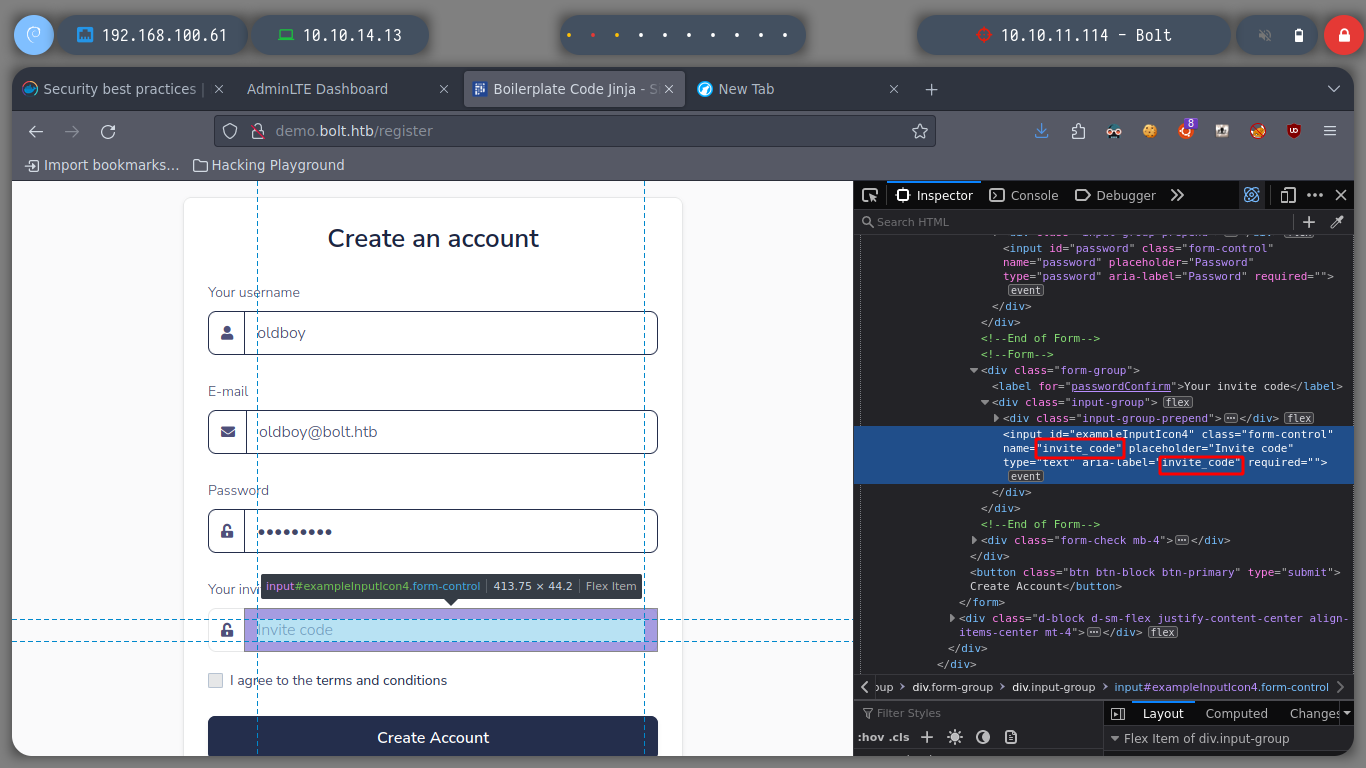 192.168.100.61
10.10.14.13
10.10.11.114 - Bolt
Security best practices |
AdminLTE Dashboard
Boilerplate Code Jinja - S
New Tab
demo.bolt.htb/register
8
Import bookmarks...
Hacking Playground
Create an account
Your username
oldboy
E-mail
oldboy@bolt.htb
Password
•••••••••
Your invi
input#exampleInputIcon4.form-control
413.75 × 44.2
Flex Item
Invite code
I agree to the terms and conditions
Create Account
Inspector
Console
Debugger
Search HTML
<input id="password" class="form-control"
name="password" placeholder="Password"
type="password" aria-label="Password" required="">
event
</div>
</div>
<!--End of Form-->
<!--Form-->
<div class="form-group">
<label for="passwordConfirm">Your invite code</label>
<div class="input-group"> flex
<div class="input-group-prepend"> </div> flex
<input id="exampleInputIcon4" class="form-control"
name="invite_code" placeholder="Invite code"
type="text" aria-label="invite_code" required="">
event
</div>
</div>
<!--End of Form-->
<div class="form-check mb-4"> </div>
</div>
<button class="btn btn-block btn-primary" type="submit">
Create Account</button>
</form>
<div class="d-block d-sm-flex justify-content-center align-
items-center mt-4"> </div> flex
</div>
</div>
oup
div.form-group
div.input-group
input#exampleInputIcon4.form-control
Filter Styles
:hov .cls
Layout
Computed
Changes
Flex Item of div.input-group